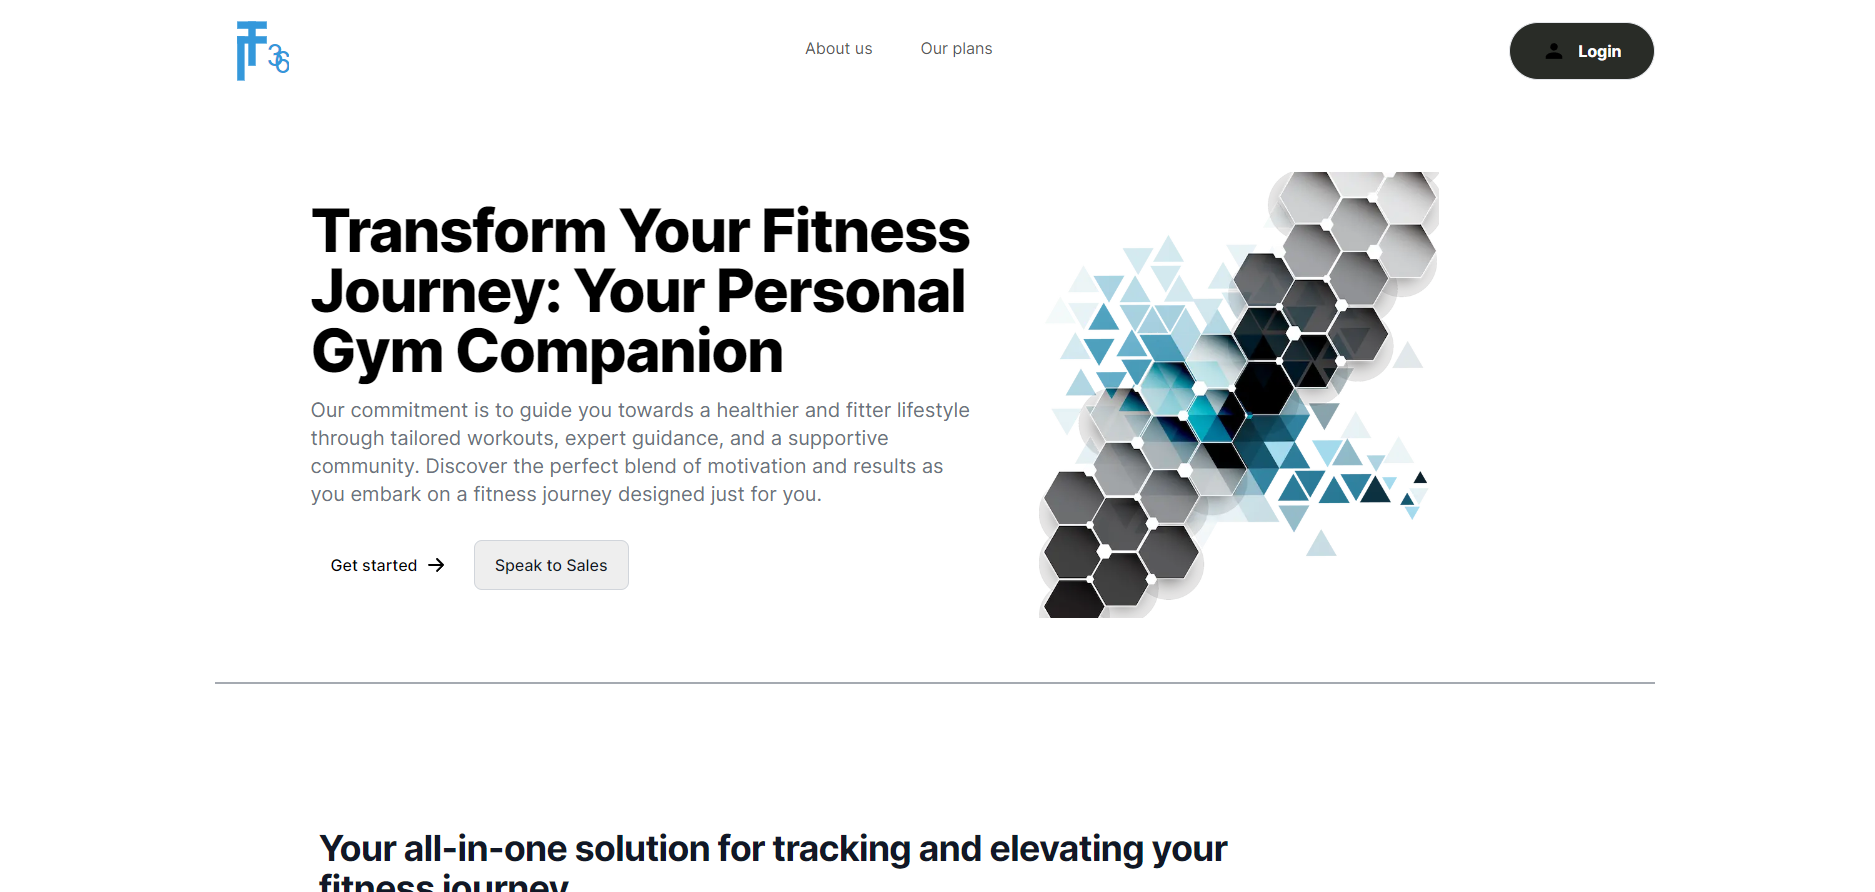 36
About us
Our plans
Login
Transform Your Fitness
Journey: Your Personal
Gym Companion
Our commitment is to guide you towards a healthier and fitter lifestyle
through tailored workouts, expert guidance, and a supportive
community. Discover the perfect blend of motivation and results as
you embark on a fitness journey designed just for you.
Get started
Speak to Sales
Your all-in-one solution for tracking and elevating your
fitness journey